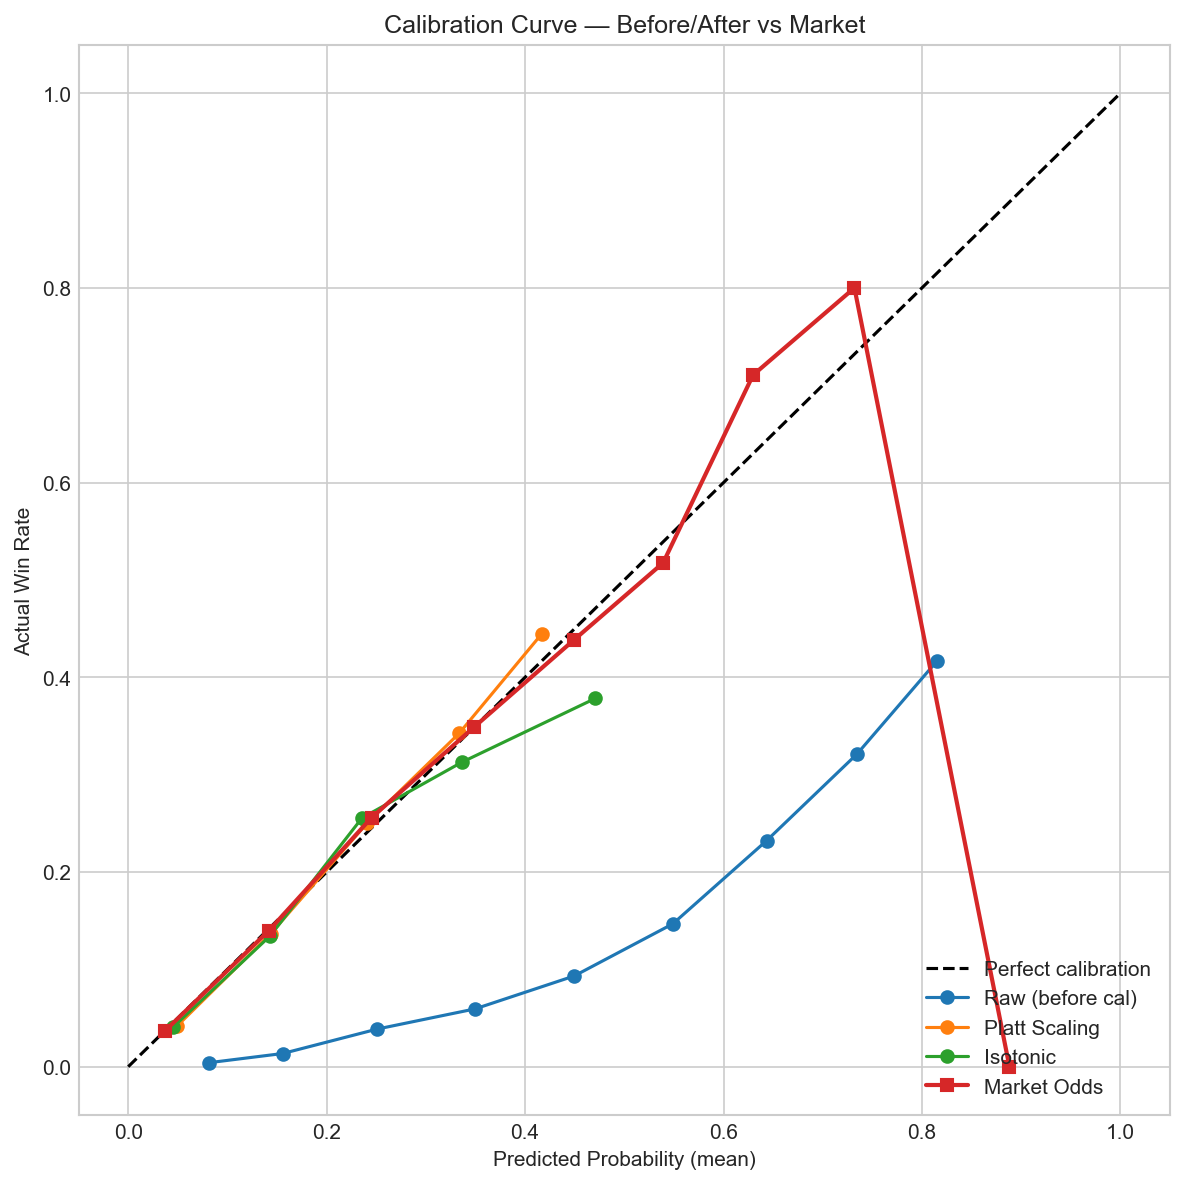 Calibration Curve — Before/After vs Market
1.0
0.8
0.6
0.4
0.2
0.0
Actual Win Rate
Perfect calibration
Raw (before cal)
Platt Scaling
Isotonic
Market Odds
0.0 0.2 0.4 0.6 0.8 1.0
Predicted Probability (mean)